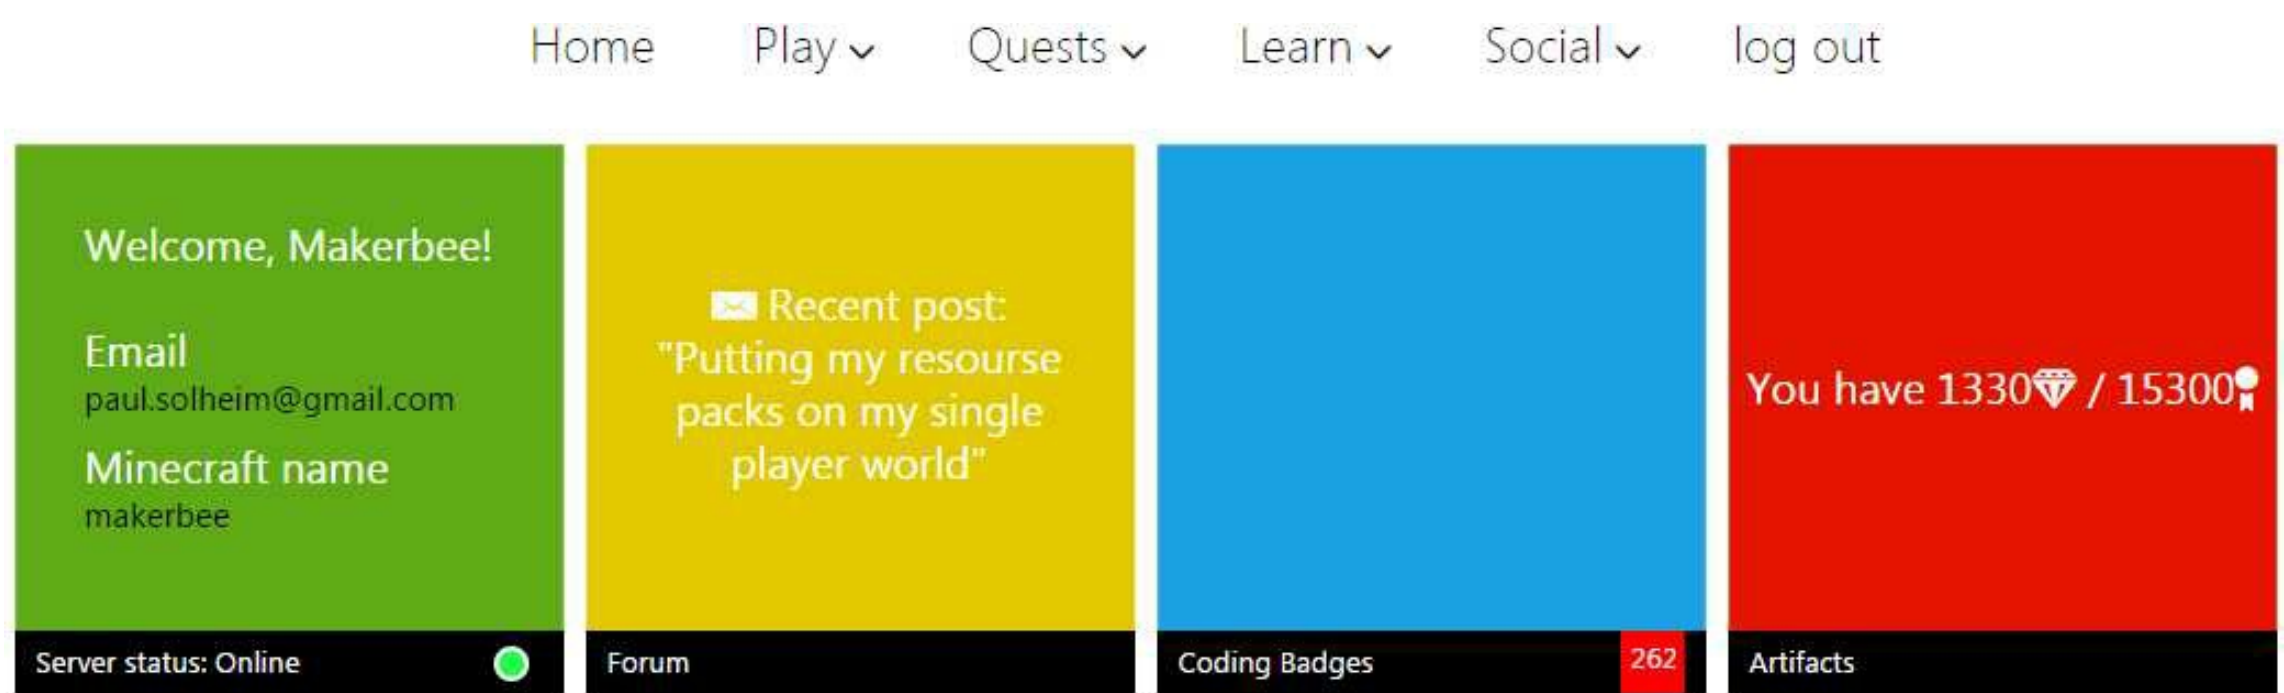 Home Play Quests Learn Social log out
Welcome, Makerbee!
Email
paul.solheim@gmail.com
Minecraft name
makerbee
Server status: Online
Recent post:
"Putting my resourse
packs on my single
player world"
Forum
Coding Badges 262
You have 1330 / 15300
Artifacts